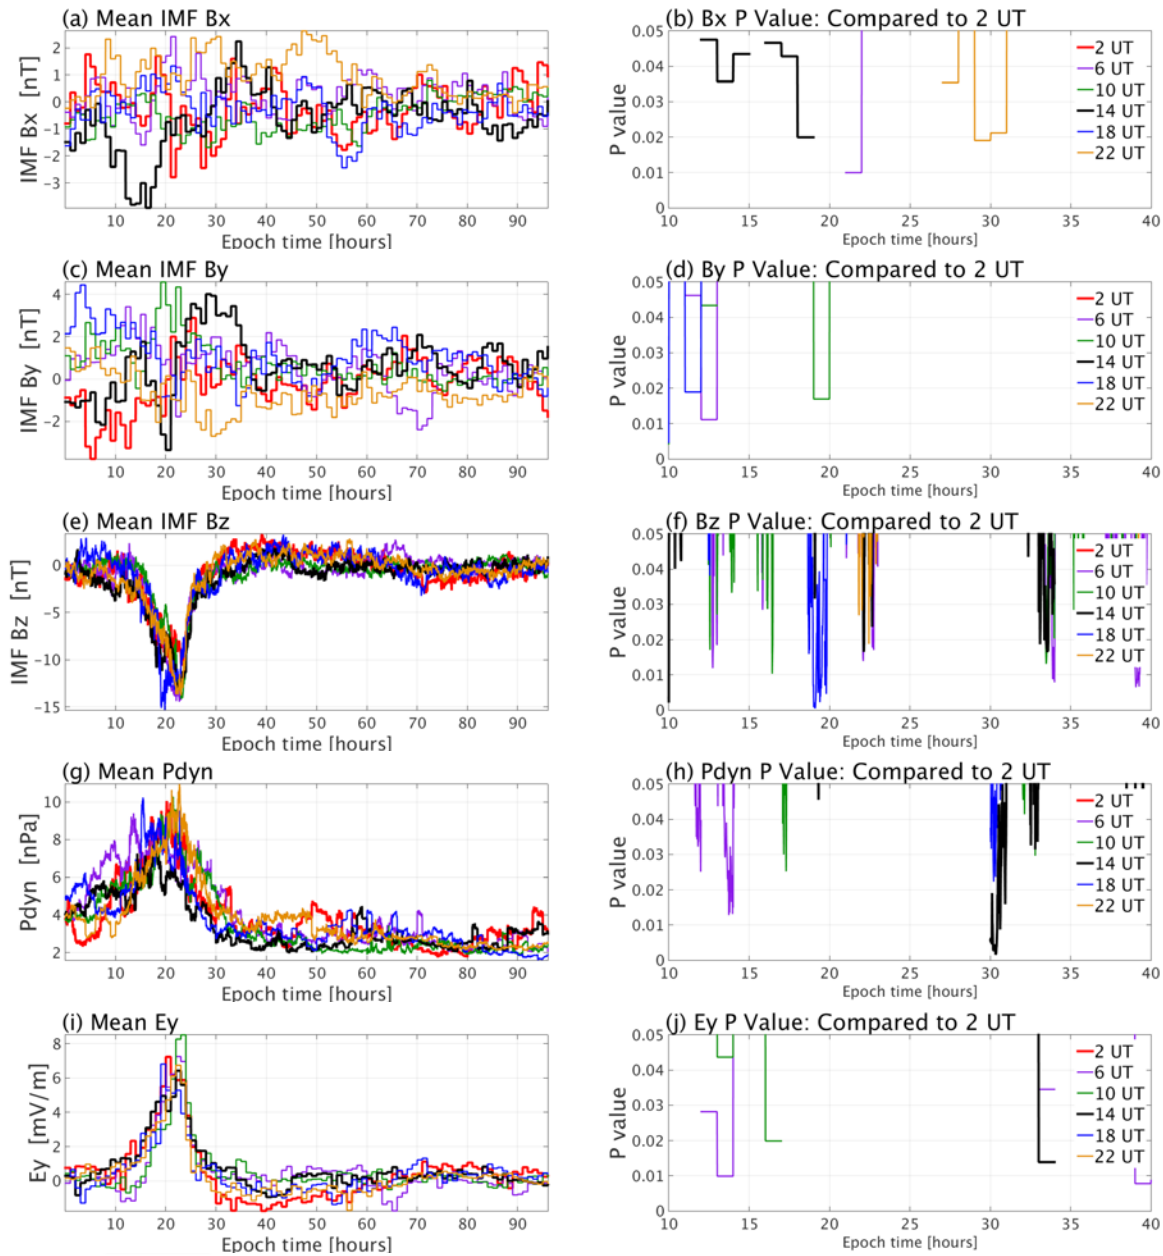 (a) Mean IMF Bx
IMF Bx [nT]
2
1
0
-1
-2
-3
10 20 30 40 50 60 70 80 90
Epoch time [hours]
(b) Bx P Value: Compared to 2 UT
P value
0.05
0.04
0.03
0.02
0.01
0
2 UT
6 UT
10 UT
14 UT
18 UT
22 UT
10 15 20 25 30 35 40
Epoch time [hours]
(c) Mean IMF By
IMF By [nT]
4
2
0
-2
10 20 30 40 50 60 70 80 90
Epoch time [hours]
(d) By P Value: Compared to 2 UT
P value
0.05
0.04
0.03
0.02
0.01
0
2 UT
6 UT
10 UT
14 UT
18 UT
22 UT
10 15 20 25 30 35 40
Epoch time [hours]
(e) Mean IMF Bz
IMF Bz [nT]
0
-5
-10
-15
10 20 30 40 50 60 70 80 90
Epoch time [hours]
(f) Bz P Value: Compared to 2 UT
P value
0.05
0.04
0.03
0.02
0.01
0
2 UT
6 UT
10 UT
14 UT
18 UT
22 UT
10 15 20 25 30 35 40
Epoch time [hours]
(g) Mean Pdyn
Pdyn [nPa]
10
8
6
4
2
10 20 30 40 50 60 70 80 90
Epoch time [hours]
(h) Pdyn P Value: Compared to 2 UT
P value
0.05
0.04
0.03
0.02
0.01
0
2 UT
6 UT
10 UT
14 UT
18 UT
22 UT
10 15 20 25 30 35 40
Epoch time [hours]
(i) Mean Ey
Ey [mV/m]
8
6
4
2
0
10 20 30 40 50 60 70 80 90
Epoch time [hours]
(j) Ey P Value: Compared to 2 UT
P value
0.05
0.04
0.03
0.02
0.01
0
2 UT
6 UT
10 UT
14 UT
18 UT
22 UT
10 15 20 25 30 35 40
Epoch time [hours]